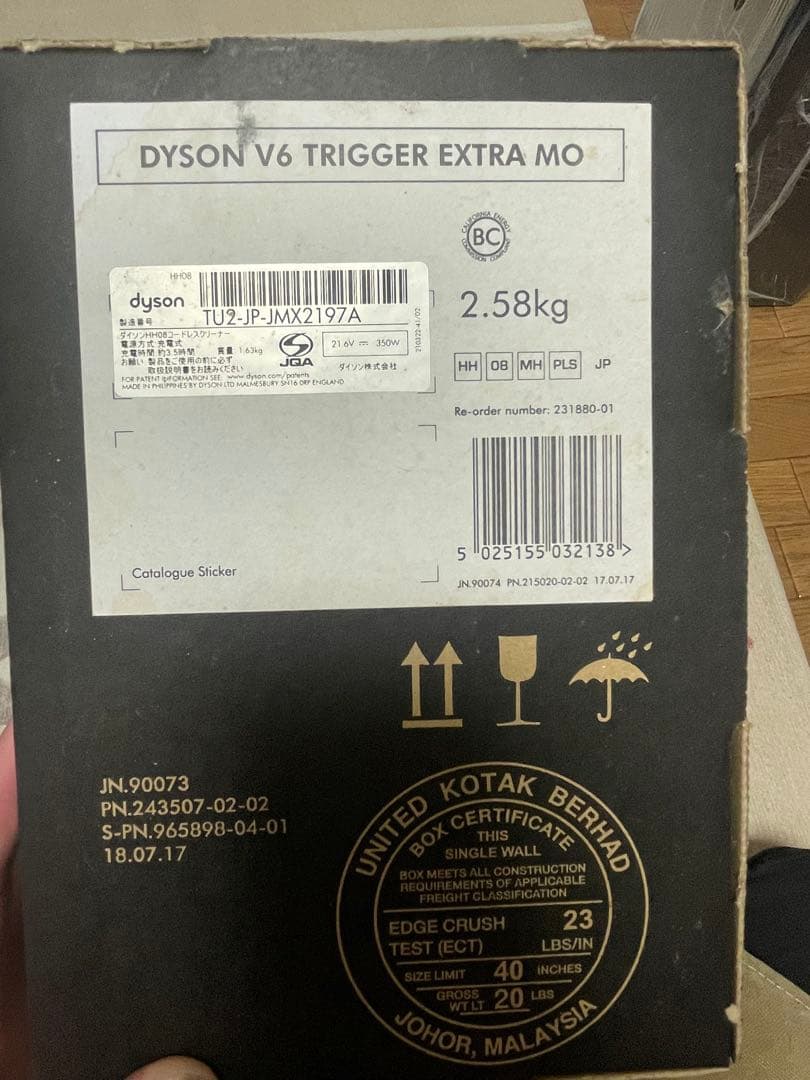 DYSON V6 TRIGGER EXTRA MO
CALIFORNIA ENERGY
BC
COMMISSION COMPLIANT
HH08
dyson
製造番号
TU2-JP-JMX2197A
ダイソンHH08コードレスクリーナー
電源方式:充電式
充電時間:約3.5時間 質量:1.63kg
お願い:製品をご使用の前に必ず
取扱説明書をお読みください
JQA
21.6V ⎓ 350W
ダイソン株式会社
FOR PATENT INFORMATION SEE: www.dyson.com/patents
MADE IN PHILIPPINES BY DYSON LTD MALMESBURY SN16 0RP ENGLAND
2.58kg
HH 08 MH PLS JP
Re-order number: 231880-01
5 025155 032138 >
JN.90074 PN.215020-02-02 17.07.17
Catalogue Sticker
JN.90073
PN.243507-02-02
S-PN.965898-04-01
18.07.17
UNITED KOTAK BERHAD
BOX CERTIFICATE
THIS
SINGLE WALL
BOX MEETS ALL CONSTRUCTION
REQUIREMENTS OF APPLICABLE
FREIGHT CLASSIFICATION
EDGE CRUSH 23
TEST (ECT) LBS/IN
SIZE LIMIT 40 INCHES
GROSS
WT LT 20 LBS
JOHOR, MALAYSIA